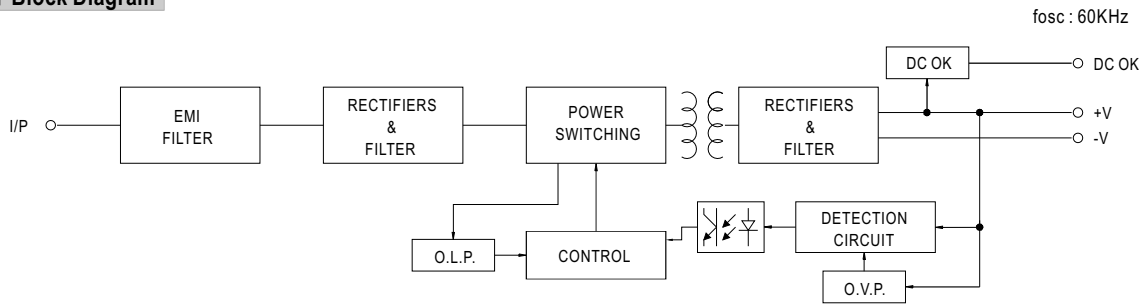 Block Diagram
fosc : 60KHz
DC OK
DC OK
I/P
EMI
FILTER
RECTIFIERS
&
FILTER
POWER
SWITCHING
RECTIFIERS
&
FILTER
+V
-V
O.L.P.
CONTROL
DETECTION
CIRCUIT
O.V.P.